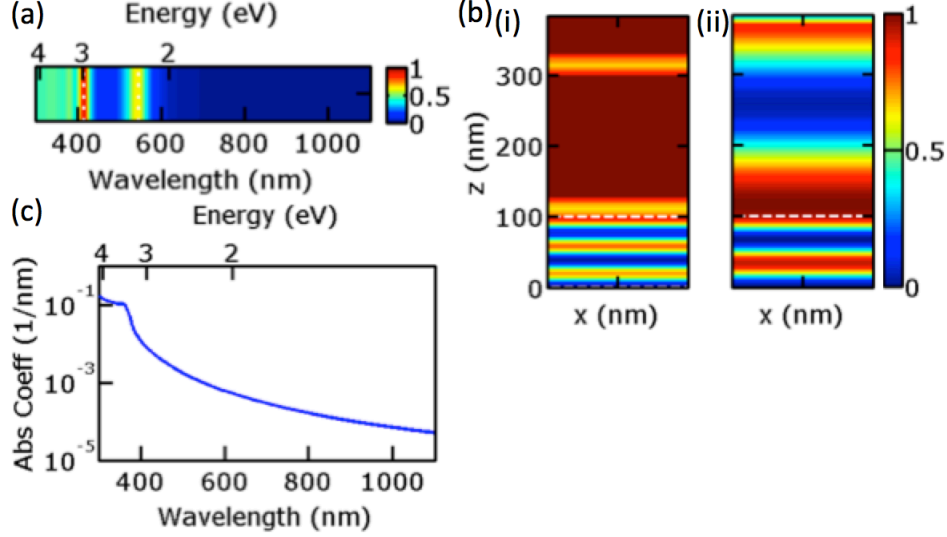 (a)
Energy (eV)
4 3 2
1
0.5
0
400 600 800 1000
Wavelength (nm)
(b) (i) (ii)
300
200
100
0
z (nm)
x (nm) x (nm)
1
0.5
0
(c)
Energy (eV)
4 3 2
10-1
10-3
10-5
Abs Coeff (1/nm)
400 600 800 1000
Wavelength (nm)